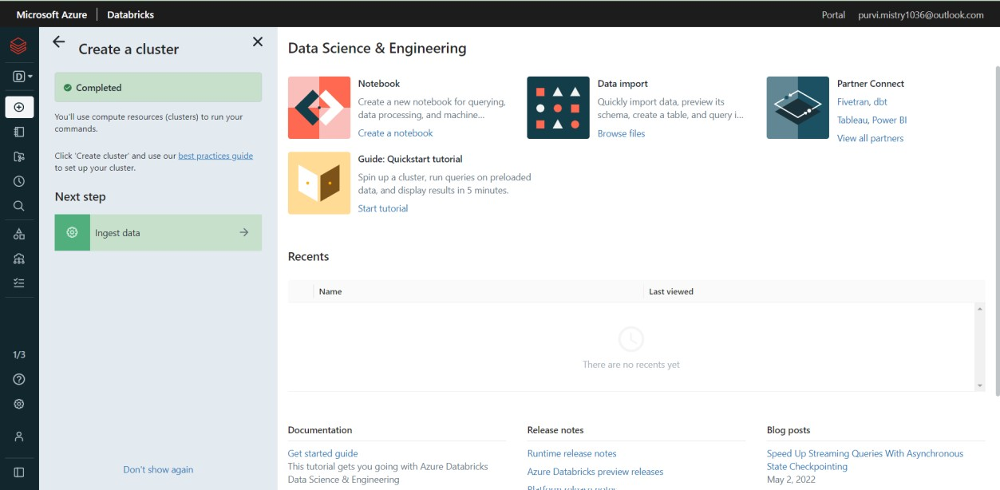 Microsoft Azure
Databricks
Portal
purvi.mistry1036@outlook.com
D
1/3
Create a cluster
Completed
You'll use compute resources (clusters) to run your
commands.
Click 'Create cluster' and use our best practices guide
to set up your cluster.
Next step
Ingest data
Don't show again
Data Science & Engineering
Notebook
Create a new notebook for querying,
data processing, and machine...
Create a notebook
Data import
Quickly import data, preview its
schema, create a table, and query i...
Browse files
Partner Connect
Fivetran, dbt
Tableau, Power BI
View all partners
Guide: Quickstart tutorial
Spin up a cluster, run queries on preloaded
data, and display results in 5 minutes.
Start tutorial
Recents
Name
Last viewed
There are no recents yet
Documentation
Get started guide
This tutorial gets you going with Azure Databricks
Data Science & Engineering
Release notes
Runtime release notes
Azure Databricks preview releases
Platform release notes
Blog posts
Speed Up Streaming Queries With Asynchronous
State Checkpointing
May 2, 2022